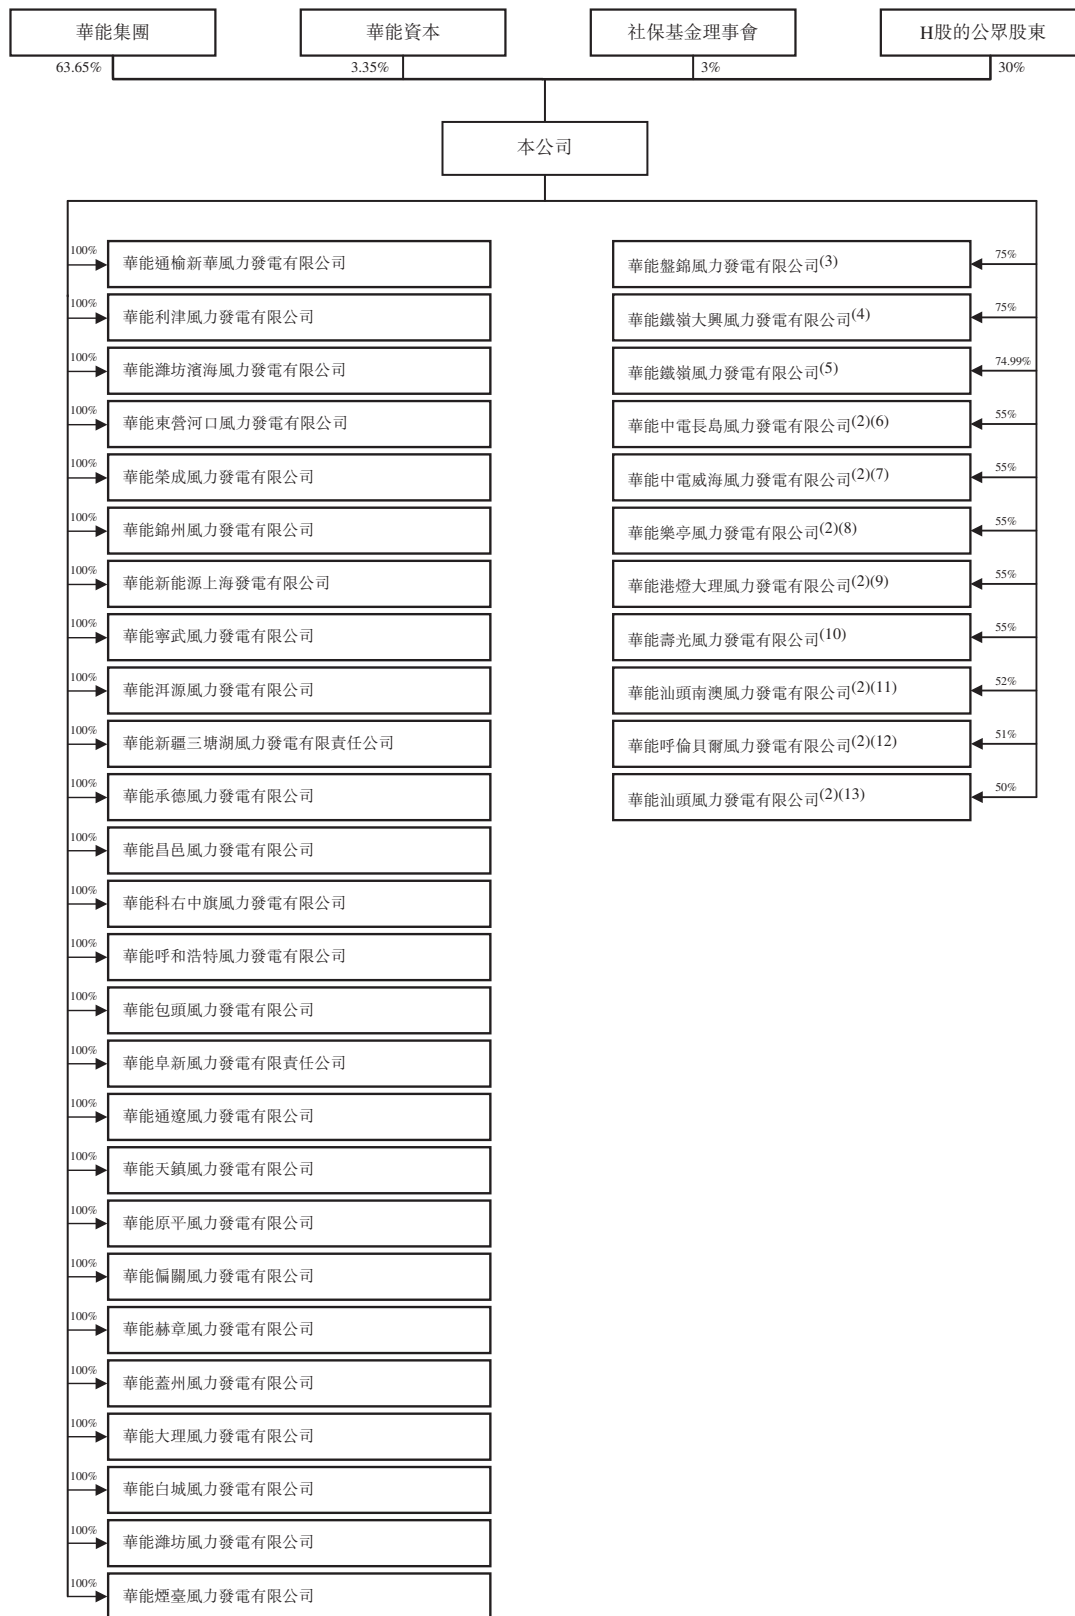 華能集團
華能資本
社保基金理事會
H股的公眾股東
63.65%
3.35%
3%
30%
本公司
100%
華能通榆新華風力發電有限公司
100%
華能利津風力發電有限公司
100%
華能濰坊濱海風力發電有限公司
100%
華能東營河口風力發電有限公司
100%
華能榮成風力發電有限公司
100%
華能錦州風力發電有限公司
100%
華能新能源上海發電有限公司
100%
華能寧武風力發電有限公司
100%
華能洱源風力發電有限公司
100%
華能新疆三塘湖風力發電有限責任公司
100%
華能承德風力發電有限公司
100%
華能昌邑風力發電有限公司
100%
華能科右中旗風力發電有限公司
100%
華能呼和浩特風力發電有限公司
100%
華能包頭風力發電有限公司
100%
華能阜新風力發電有限責任公司
100%
華能通遼風力發電有限公司
100%
華能天鎮風力發電有限公司
100%
華能原平風力發電有限公司
100%
華能偏關風力發電有限公司
100%
華能赫章風力發電有限公司
100%
華能蓋州風力發電有限公司
100%
華能大理風力發電有限公司
100%
華能白城風力發電有限公司
100%
華能濰坊風力發電有限公司
100%
華能煙臺風力發電有限公司
華能盤錦風力發電有限公司(3)
75%
華能鐵嶺大興風力發電有限公司(4)
75%
華能鐵嶺風力發電有限公司(5)
74.99%
華能中電長島風力發電有限公司(2)(6)
55%
華能中電威海風力發電有限公司(2)(7)
55%
華能樂亭風力發電有限公司(2)(8)
55%
華能港燈大理風力發電有限公司(2)(9)
55%
華能壽光風力發電有限公司(10)
55%
華能汕頭南澳風力發電有限公司(2)(11)
52%
華能呼倫貝爾風力發電有限公司(2)(12)
51%
華能汕頭風力發電有限公司(2)(13)
50%